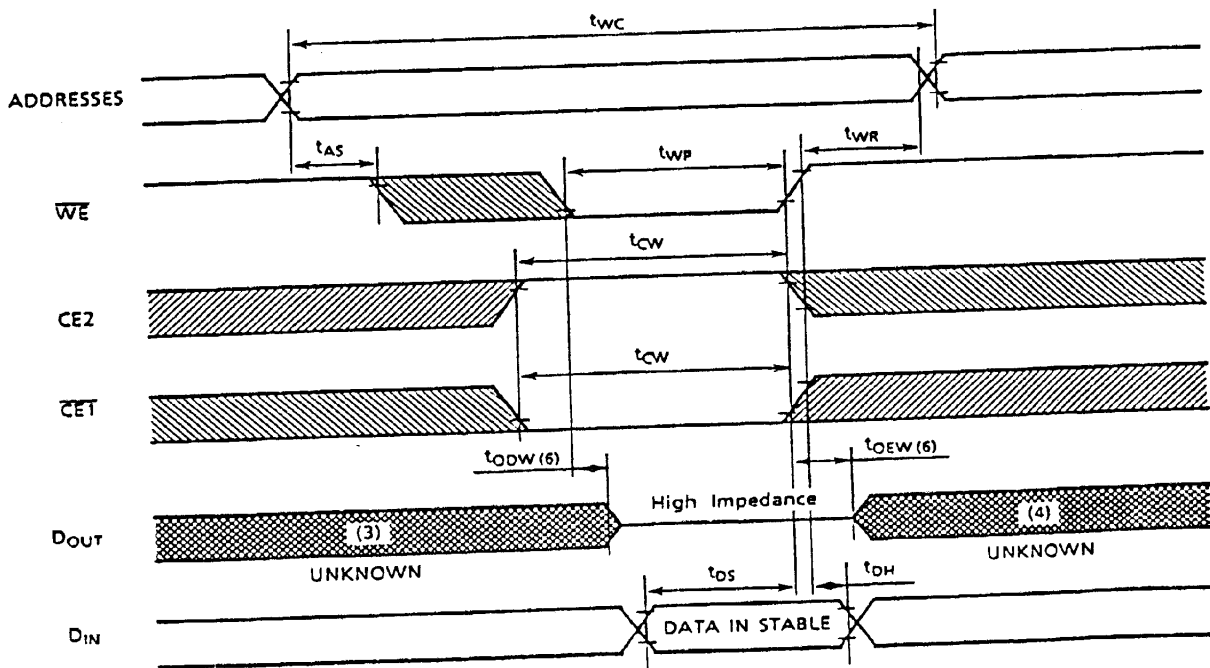 tWC
ADDRESSES
tAS
tWP
tWR
WE
tCW
CE2
tCW
CE1
tODW (6)
tOEW (6)
High Impedance
DOUT
(3)
(4)
UNKNOWN
UNKNOWN
tDS
tDH
DIN
DATA IN STABLE